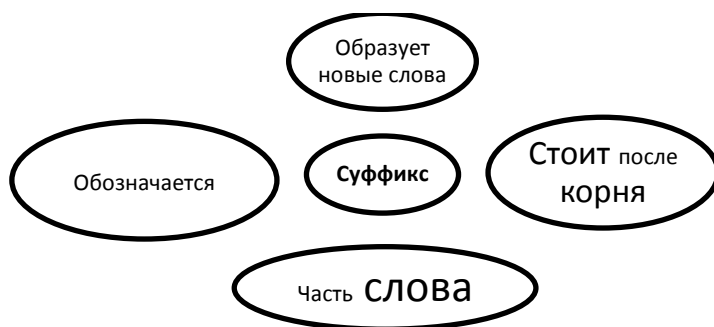 Образует
новые слова
Обозначается
Суффикс
Стоит после
корня
Часть слова